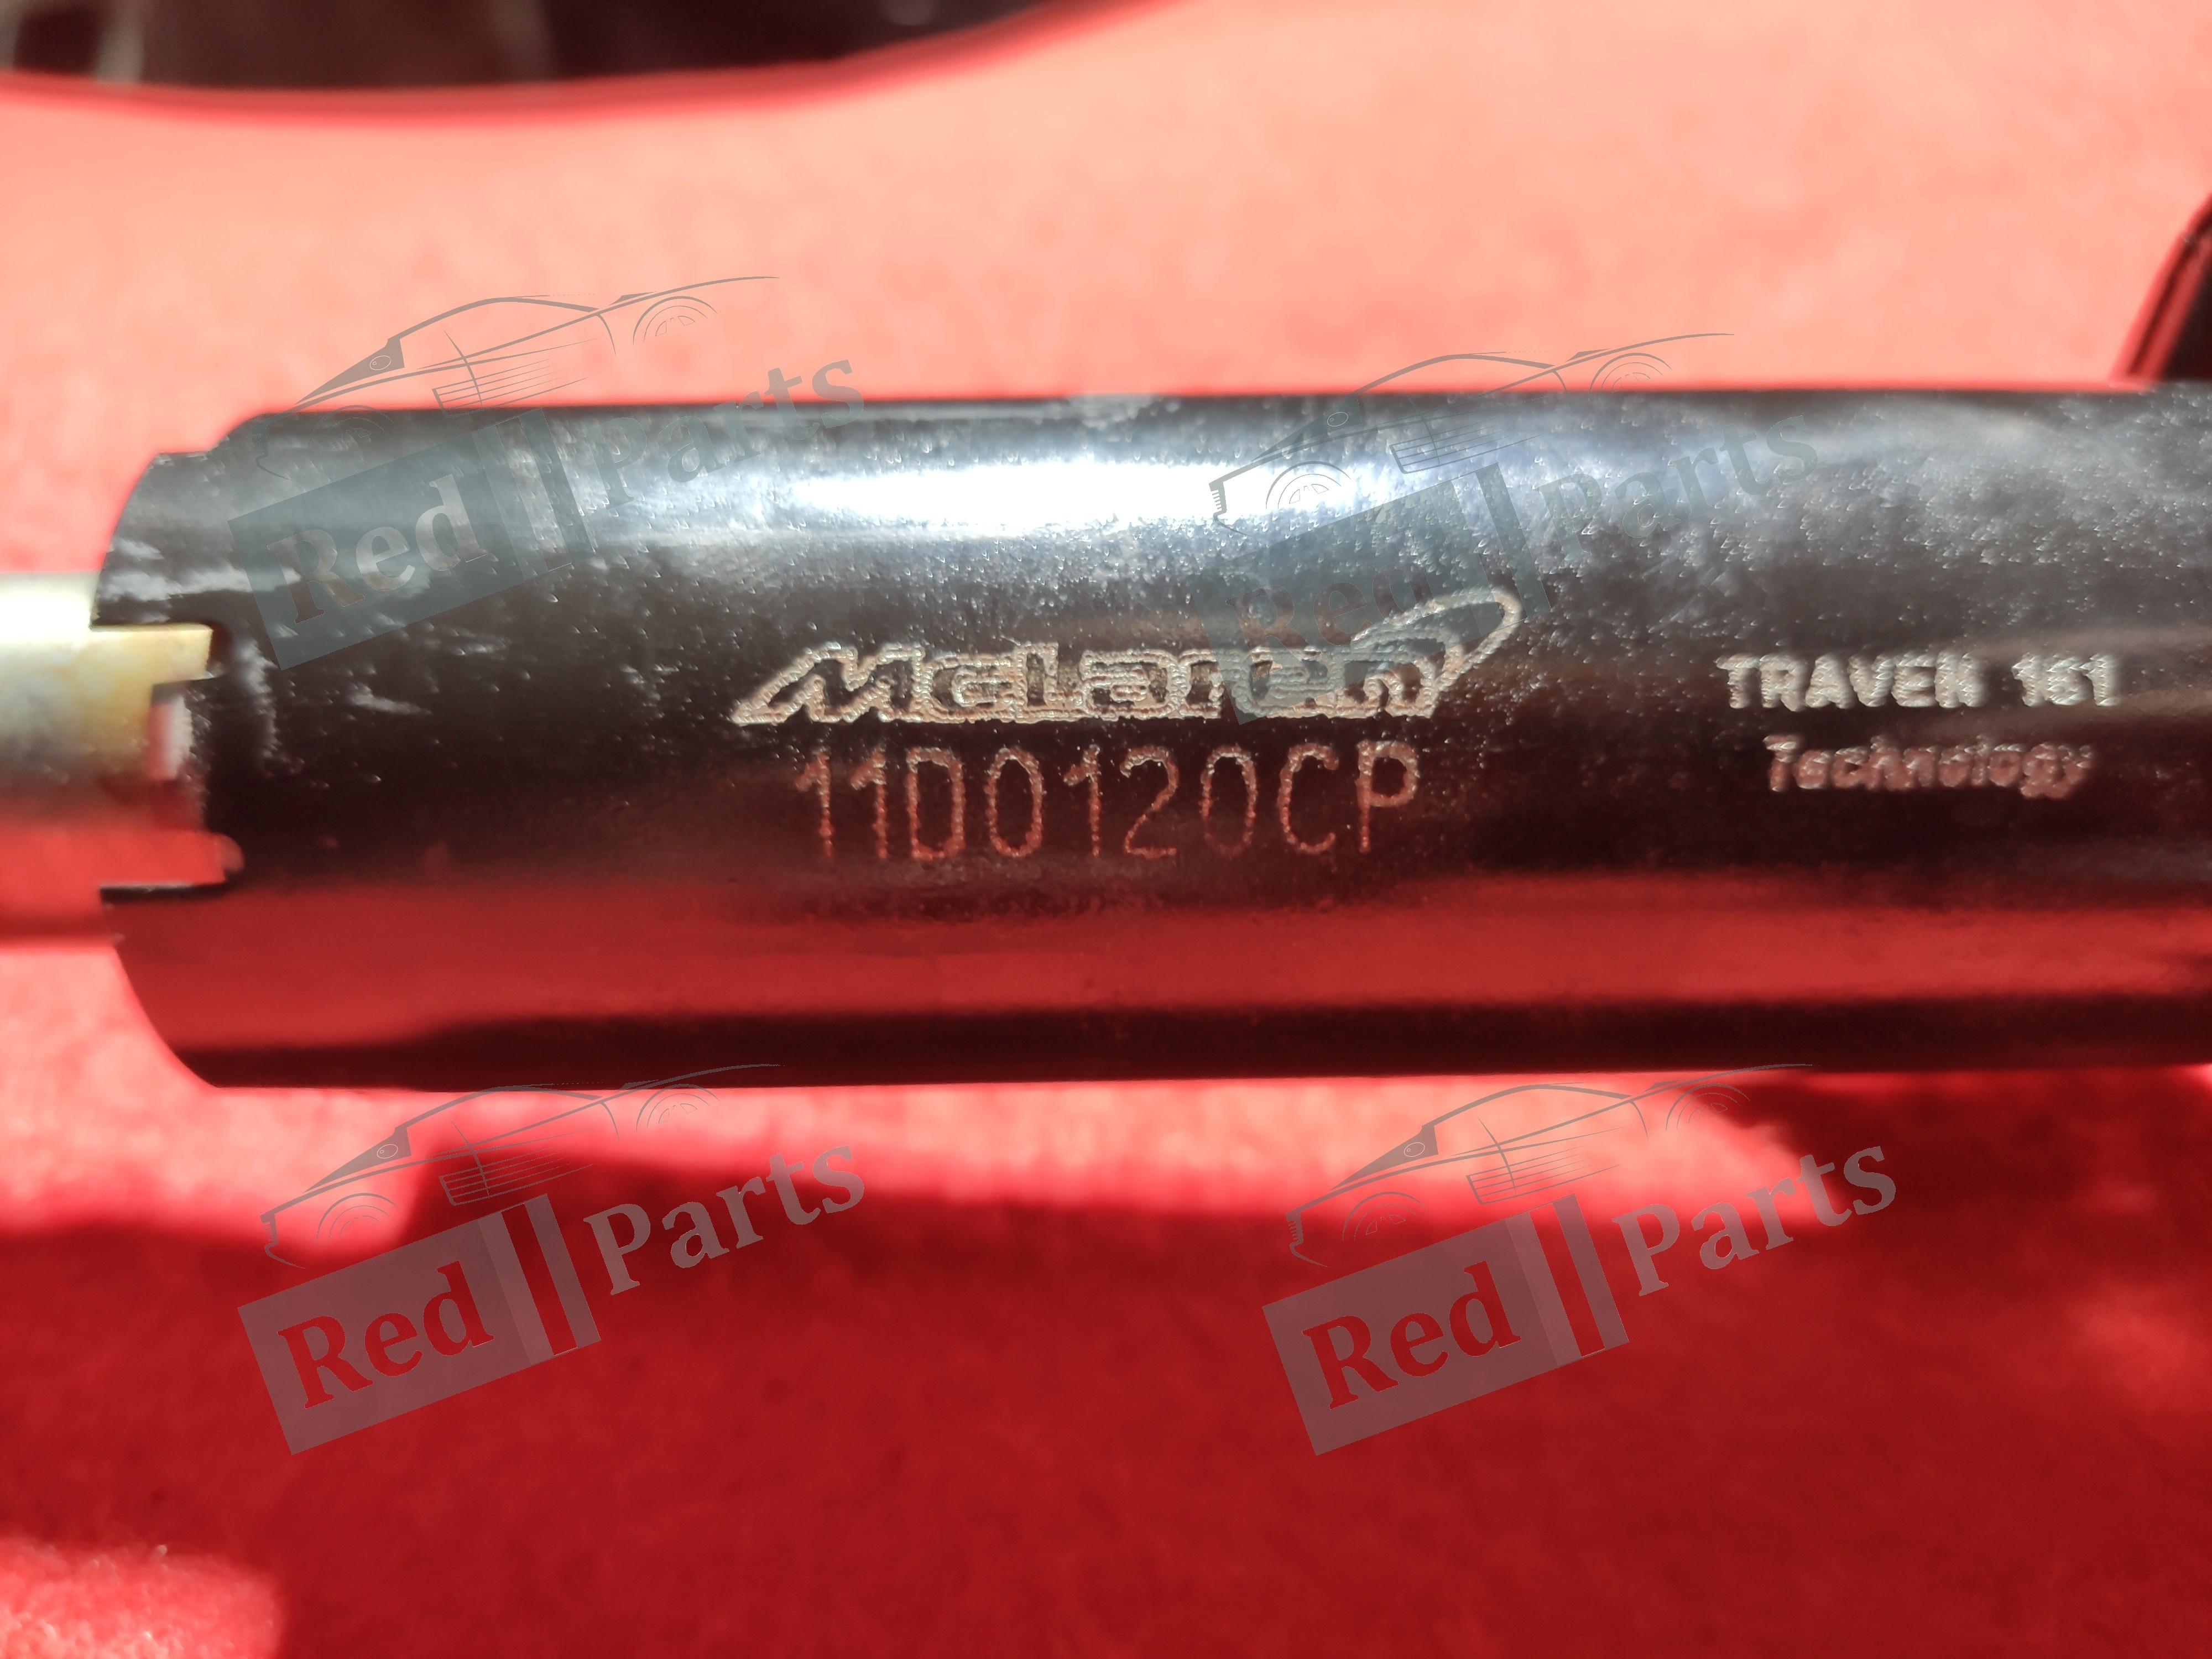 Red Parts
Red Parts
McLaren
11D0120CP
TRAVEN 161
Technology
Red Parts
Red Parts